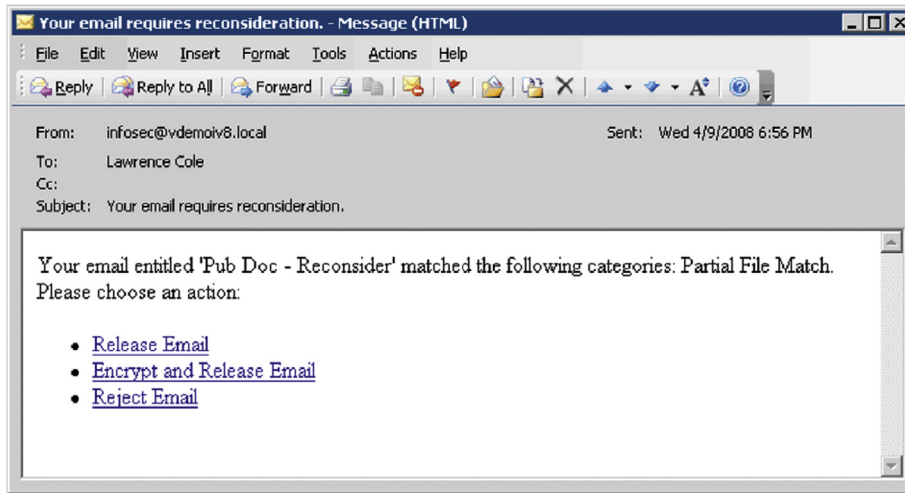 Your email requires reconsideration. - Message (HTML)
File Edit View Insert Format Tools Actions Help
Reply Reply to All Forward
From: infosec@vdemoiv8.local Sent: Wed 4/9/2008 6:56 PM
To: Lawrence Cole
Cc:
Subject: Your email requires reconsideration.
Your email entitled 'Pub Doc - Reconsider' matched the following categories: Partial File Match.
Please choose an action:
• Release Email
• Encrypt and Release Email
• Reject Email